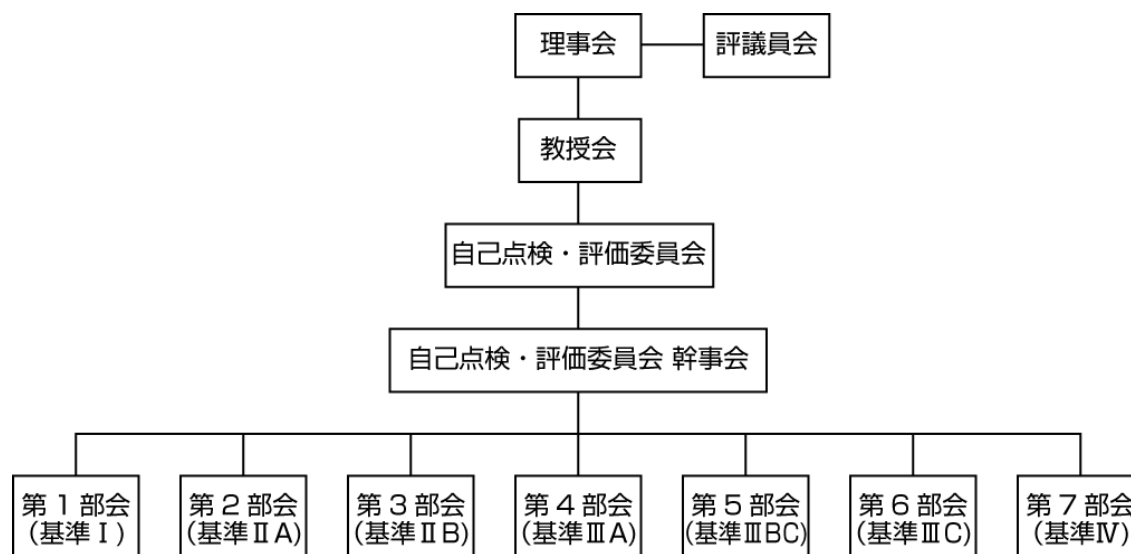 理事会
評議員会
教授会
自己点検・評価委員会
自己点検・評価委員会 幹事会
第1部会
(基準Ⅰ)
第2部会
(基準ⅡA)
第3部会
(基準ⅡB)
第4部会
(基準ⅢA)
第5部会
(基準ⅢBC)
第6部会
(基準ⅢC)
第7部会
(基準Ⅳ)